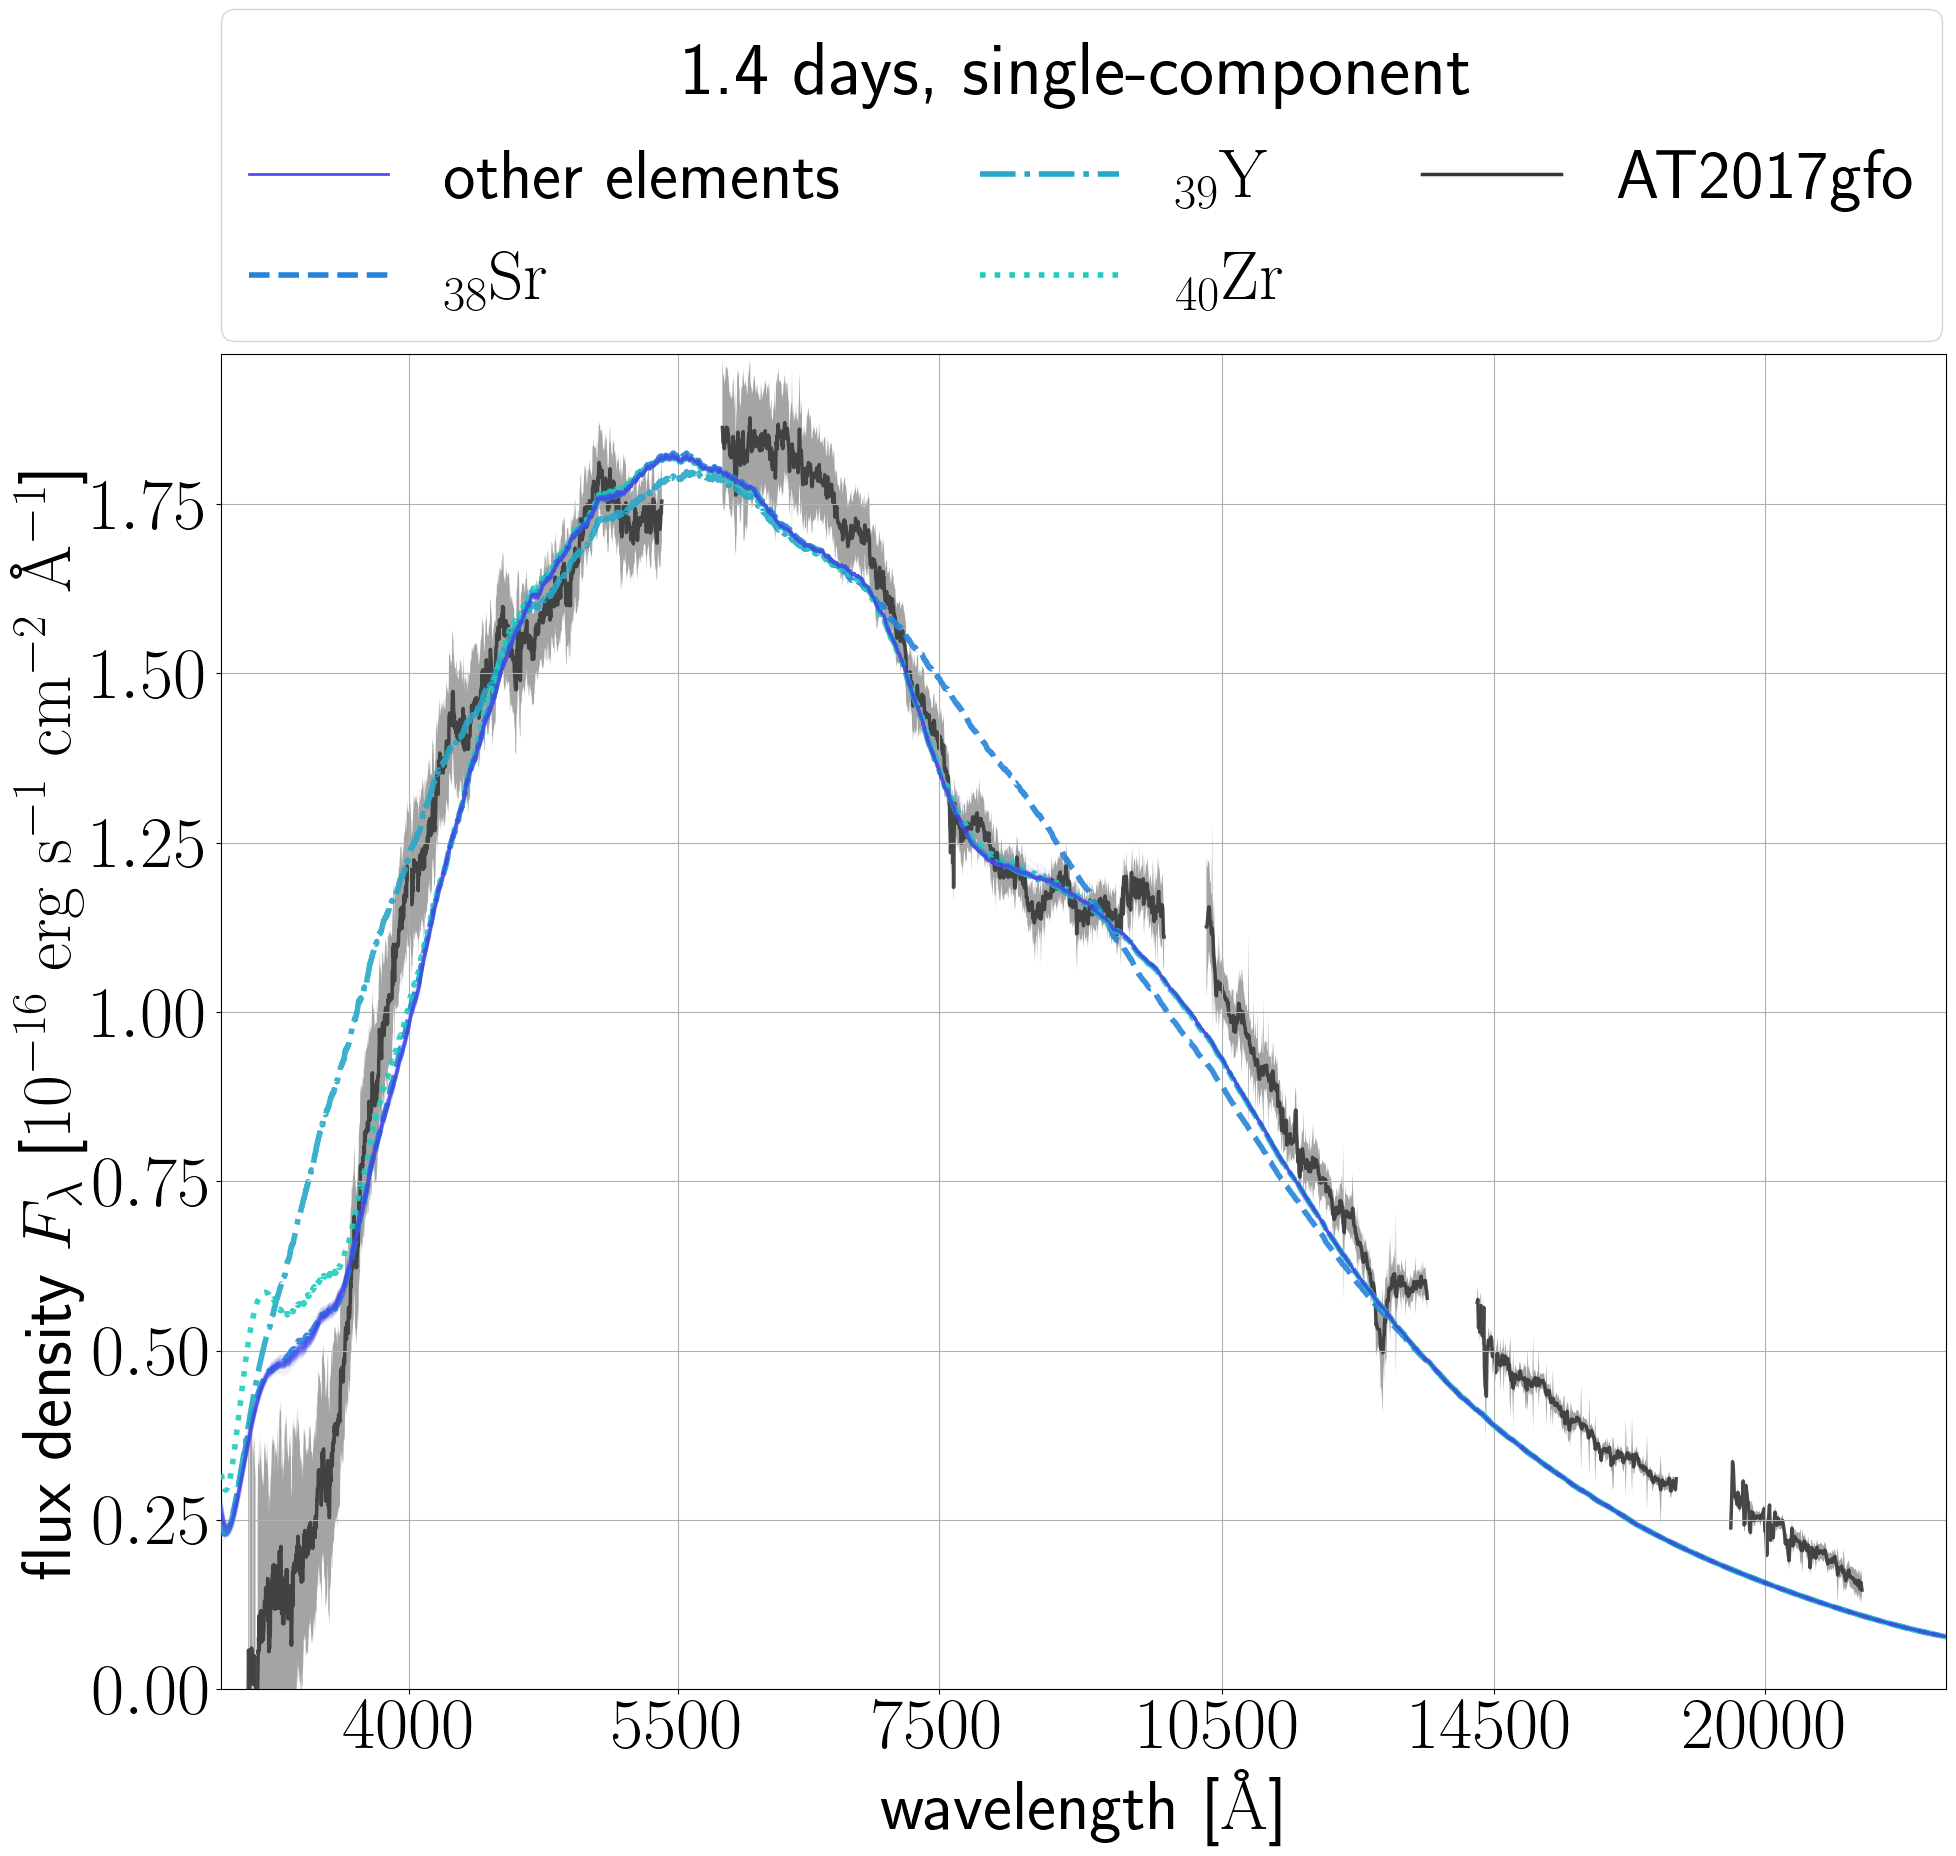 1.4 days, single-component
other elements
₃₈Sr
₃₉Y
₄₀Zr
AT2017gfo
flux density F_λ [10⁻¹⁶ erg s⁻¹ cm⁻² Å⁻¹]
1.75
1.50
1.25
1.00
0.75
0.50
0.25
0.00
4000 5500 7500 10500 14500 20000
wavelength [Å]